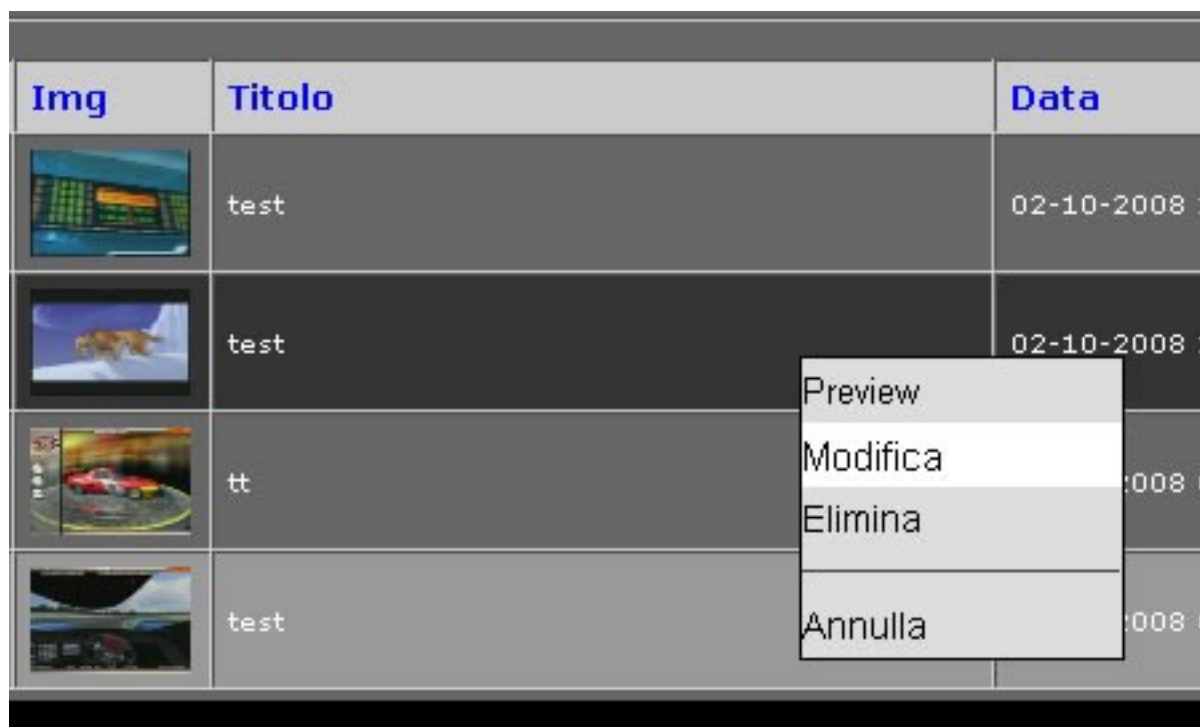 Img Titolo Data
test 02-10-2008
test 02-10-2008
Preview
Modifica
tt 008
Elimina
test 008
Annulla